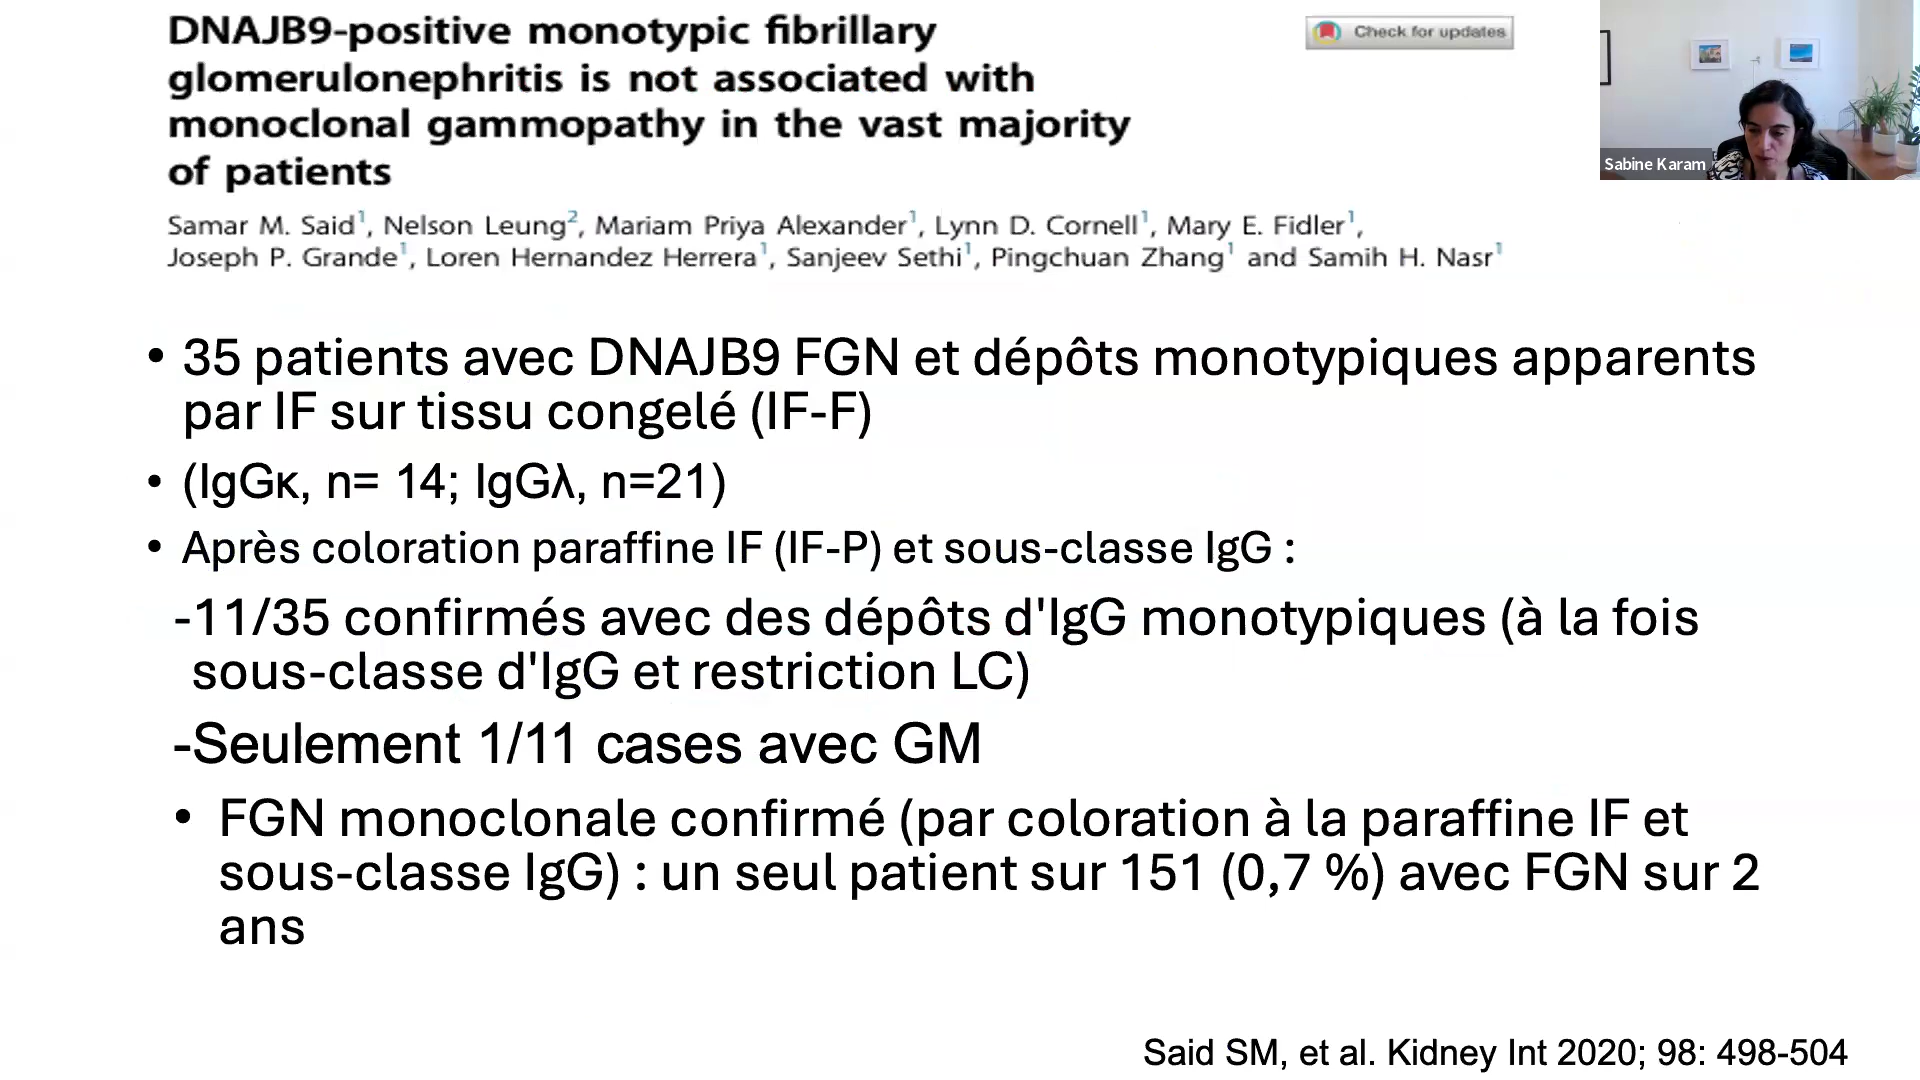 DNAJB9-positive monotypic fibrillary
glomerulonephritis is not associated with
monoclonal gammopathy in the vast majority
of patients
Check for updates
Sabine Karam
Samar M. Said¹, Nelson Leung², Mariam Priya Alexander¹, Lynn D. Cornell¹, Mary E. Fidler¹,
Joseph P. Grande¹, Loren Hernandez Herrera¹, Sanjeev Sethi¹, Pingchuan Zhang¹ and Samih H. Nasr¹
• 35 patients avec DNAJB9 FGN et dépôts monotypiques apparents
par IF sur tissu congelé (IF-F)
• (IgGκ, n= 14; IgGλ, n=21)
• Après coloration paraffine IF (IF-P) et sous-classe IgG :
-11/35 confirmés avec des dépôts d'IgG monotypiques (à la fois
sous-classe d'IgG et restriction LC)
-Seulement 1/11 cases avec GM
• FGN monoclonale confirmé (par coloration à la paraffine IF et
sous-classe IgG) : un seul patient sur 151 (0,7 %) avec FGN sur 2
ans
Said SM, et al. Kidney Int 2020; 98: 498-504